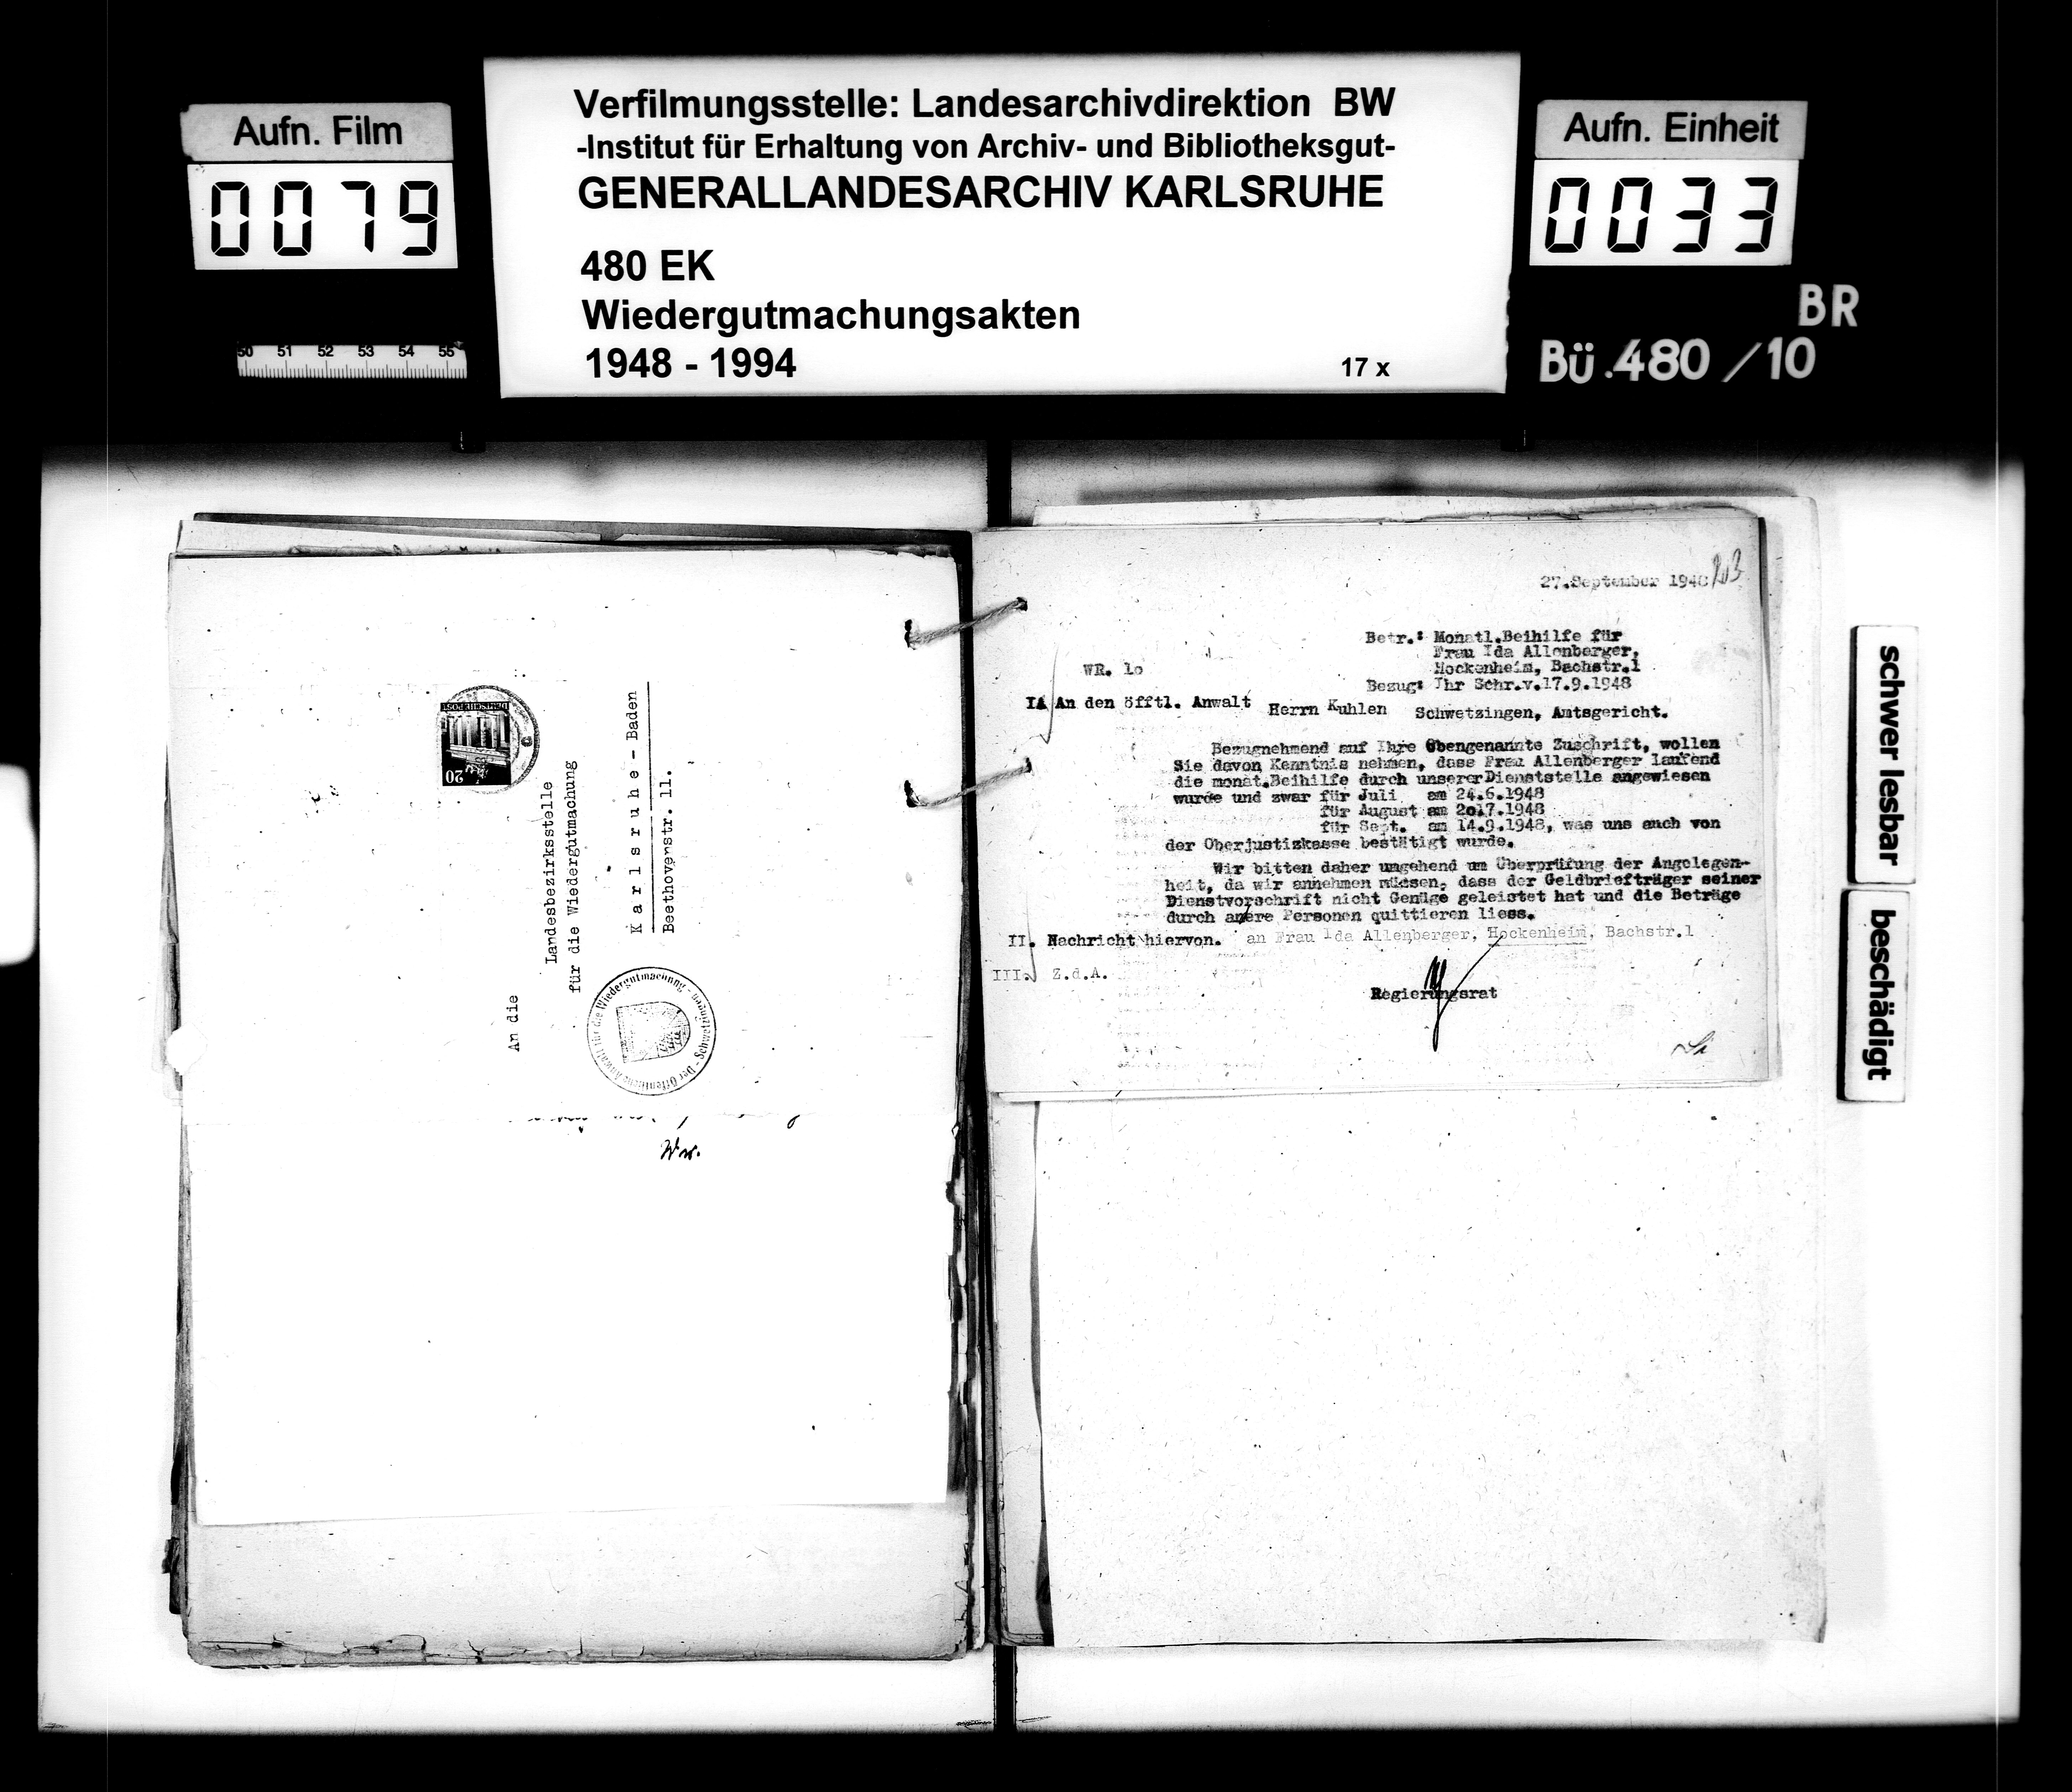 Aufn. Film
0079
50 51 52 53 54 55
Verfilmungsstelle: Landesarchivdirektion BW
-Institut für Erhaltung von Archiv- und Bibliotheksgut-
GENERALLANDESARCHIV KARLSRUHE
480 EK
Wiedergutmachungsakten
1948 - 1994
17 x
Aufn. Einheit
0033
BR
Bü.480/10
DEUTSCHE POST
20
An die
Landesbezirksstelle
für die Wiedergutmachung
Karlsruhe - Baden
Beethovenstr. 11.
Der Öffentliche Anwalt für die Wiedergutmachung - Schwetzingen -
27.September 1948
Betr.: Monatl.Beihilfe für
Frau Ida Allenberger,
Hockenheim, Bachstr.1
WR. 1o
Bezug: Ihr Schr.v.17.9.1948
I. An den öfftl. Anwalt Herrn Kuhlen Schwetzingen, Amtsgericht.
Bezugnehmend auf Ihre Obengenannte Zuschrift, wollen
Sie davon Kenntnis nehmen, dass Frau Allenberger laufend
die monat.Beihilfe durch unserer Dienststelle angewiesen
wurde und zwar für Juli am 24.6.1948
für August am 2o.7.1948
für Sept. am 14.9.1948, was uns auch von
der Oberjustizkasse bestätigt wurde.
Wir bitten daher umgehend um Überprüfung der Angelegen-
heit, da wir annehmen müssen, dass der Geldbriefträger seiner
Dienstvorschrift nicht Genüge geleistet hat und die Beträge
durch andere Personen quittieren liess.
II. Nachricht hiervon. an Frau Ida Allenberger, Hockenheim, Bachstr.1
III. Z.d.A.
Regierungsrat
schwer lesbar
beschädigt